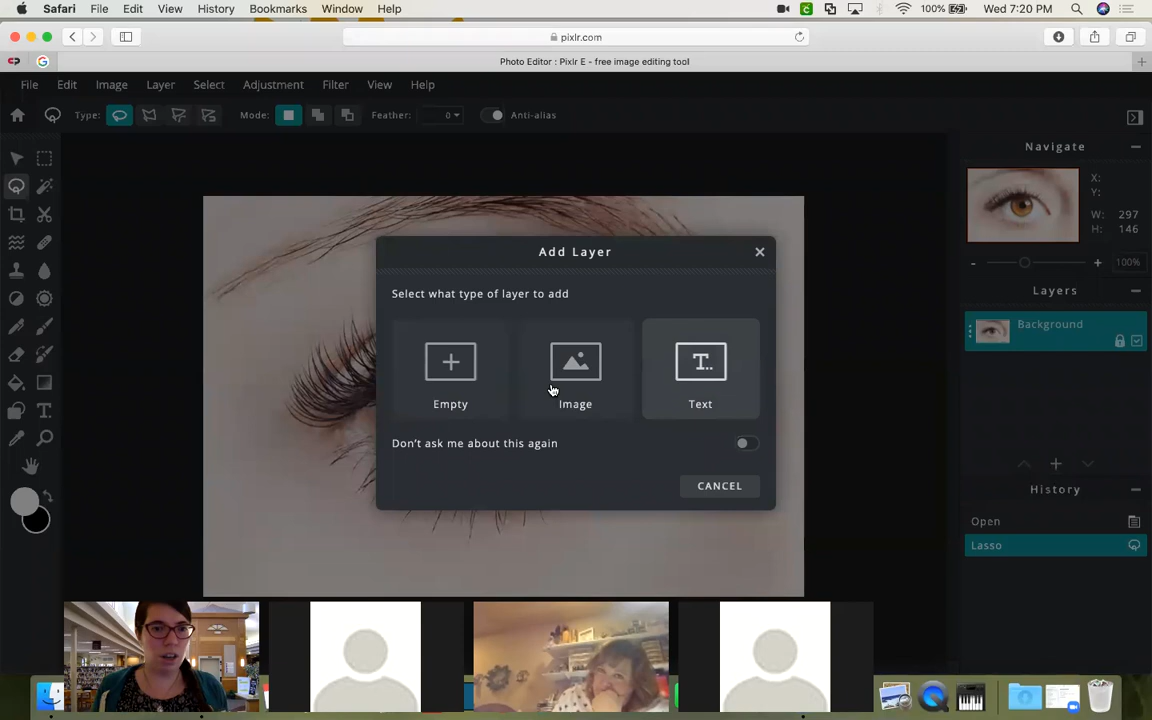 Safari File Edit View History Bookmarks Window Help 100% Wed 7:20 PM
pixlr.com
Photo Editor : Pixlr E - free image editing tool
File Edit Image Layer Select Adjustment Filter View Help
Type: Mode: Feather: 0 Anti-alias
Navigate
X:
Y:
W: 297
H: 146
- + 100%
Layers
Background
Add Layer
Select what type of layer to add
Empty Image Text
Don't ask me about this again
CANCEL
History
Open
Lasso